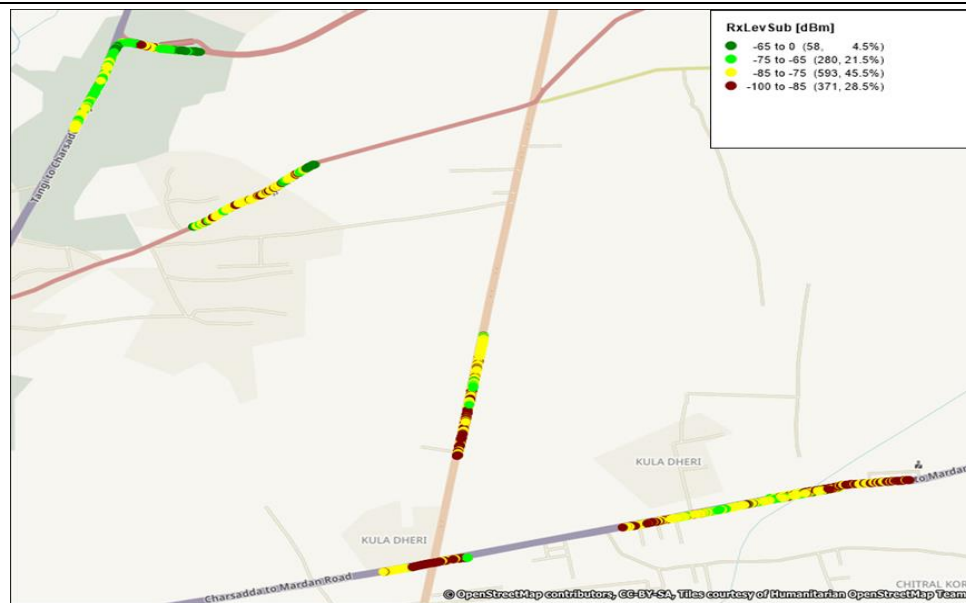 RxLevSub [dBm]
-65 to 0 (58, 4.5%)
-75 to -65 (280, 21.5%)
-85 to -75 (593, 45.5%)
-100 to -85 (371, 28.5%)
Tangi to Charsadd
KULA DHERI
to Mardan
KULA DHERI
Charsadda to Mardan Road
CHITRAL KOR
© OpenStreetMap contributors, CC-BY-SA, Tiles courtesy of Humanitarian OpenStreetMap Team